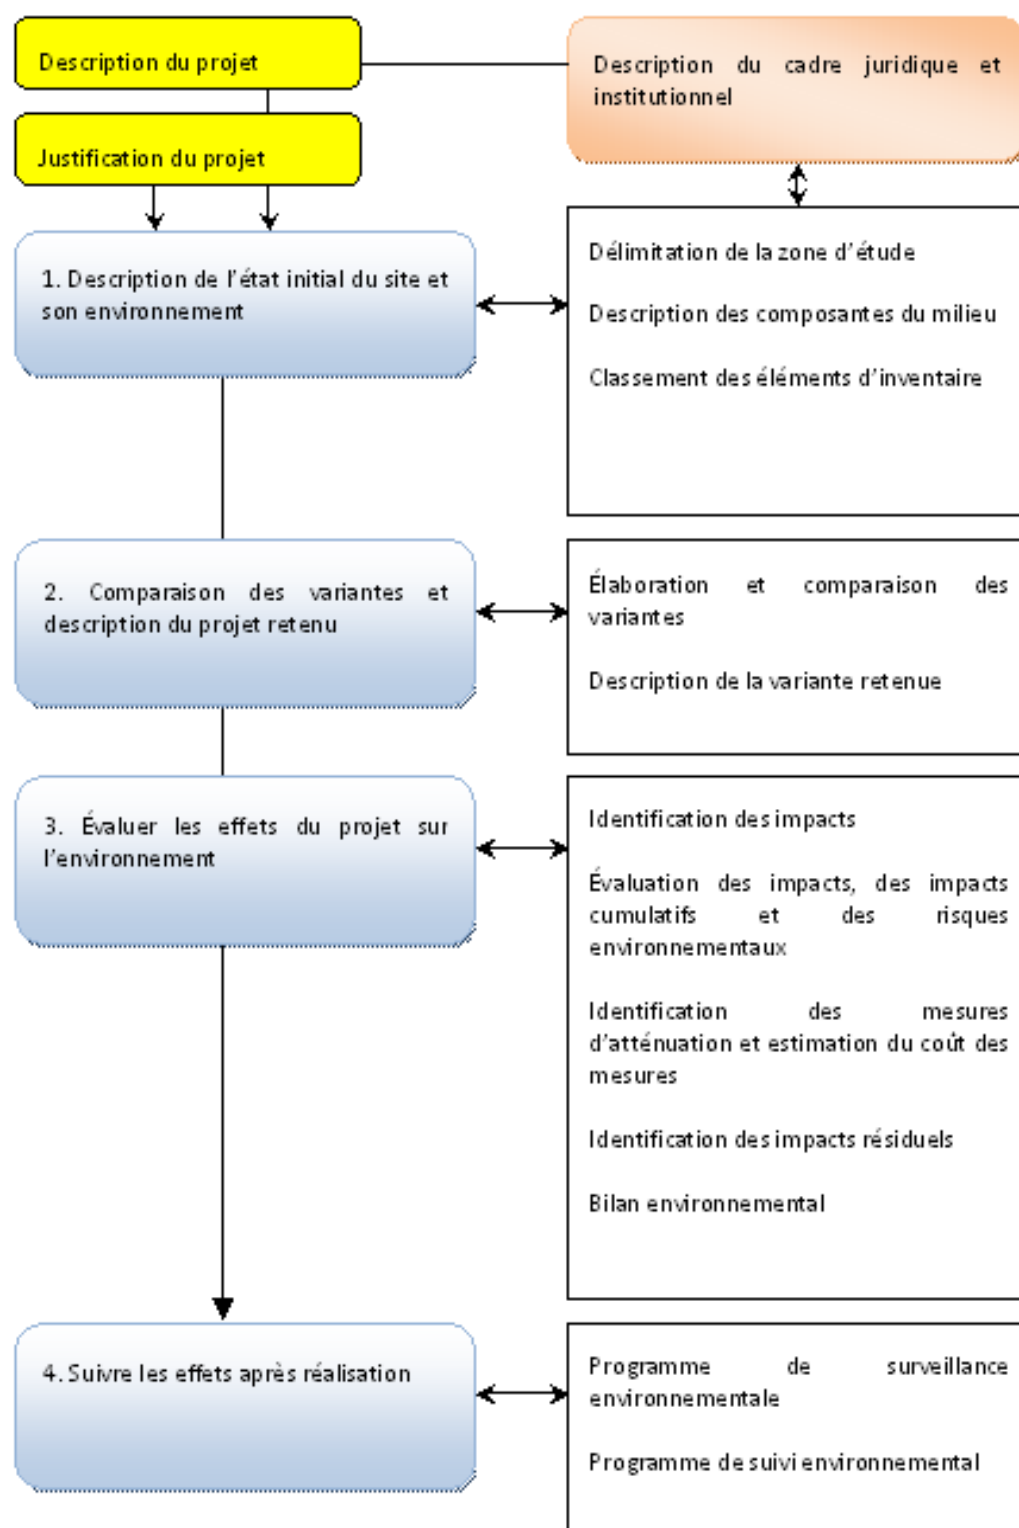 Description du projet
Description du cadre juridique et
institutionnel
Justification du projet
1. Description de l'état initial du site et
son environnement
Délimitation de la zone d'étude
Description des composantes du milieu
Classement des éléments d'inventaire
2. Comparaison des variantes et
description du projet retenu
Élaboration et comparaison des
variantes
Description de la variante retenue
3. Évaluer les effets du projet sur
l'environnement
Identification des impacts
Évaluation des impacts, des impacts
cumulatifs et des risques
environnementaux
Identification des mesures
d'atténuation et estimation du coût des
mesures
Identification des impacts résiduels
Bilan environnemental
4. Suivre les effets après réalisation
Programme de surveillance
environnementale
Programme de suivi environnemental